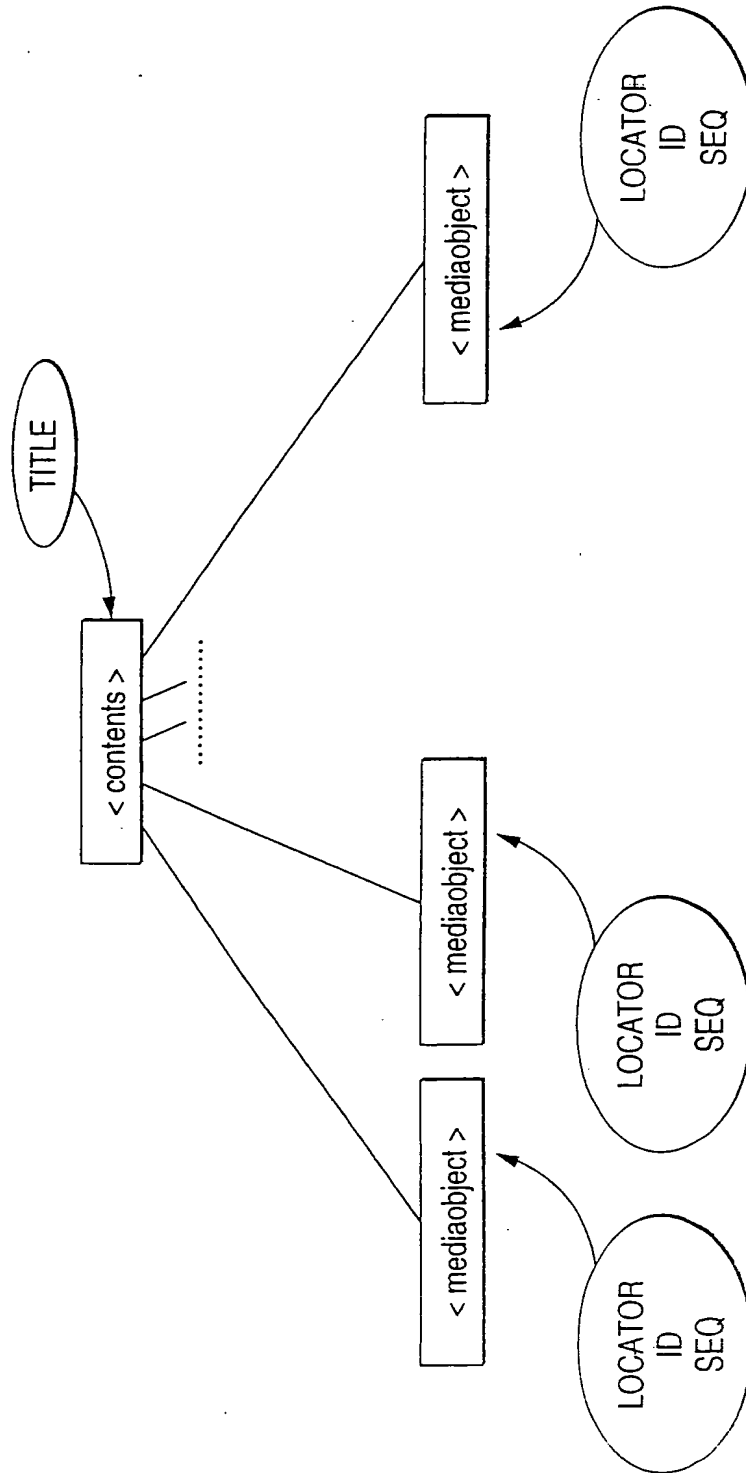 TITLE
< contents >
< mediaobject >
< mediaobject >
< mediaobject >
LOCATOR
ID
SEQ
LOCATOR
ID
SEQ
LOCATOR
ID
SEQ